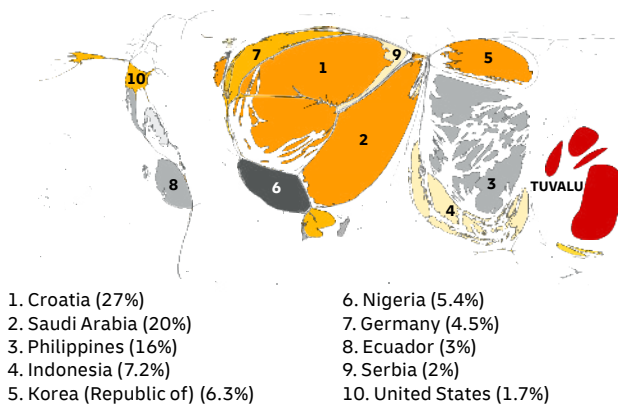 7
1
9
5
10
2
8
6
3
TUVALU
4
1. Croatia (27%)
2. Saudi Arabia (20%)
3. Philippines (16%)
4. Indonesia (7.2%)
5. Korea (Republic of) (6.3%)
6. Nigeria (5.4%)
7. Germany (4.5%)
8. Ecuador (3%)
9. Serbia (2%)
10. United States (1.7%)